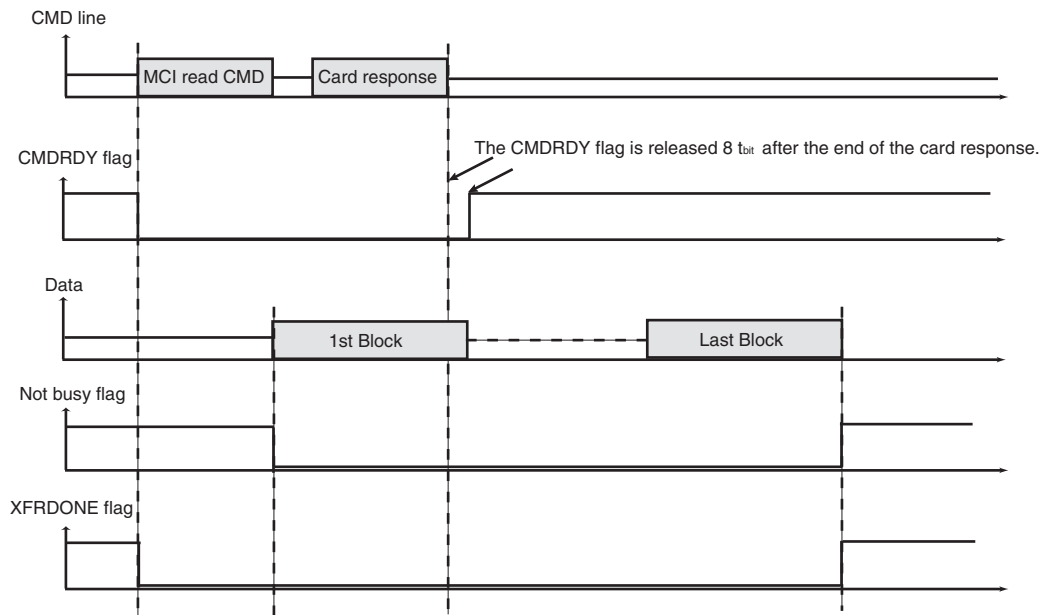 CMD line
MCI read CMD
Card response
The CMDRDY flag is released 8 tbit after the end of the card response.
CMDRDY flag
Data
1st Block
Last Block
Not busy flag
XFRDONE flag